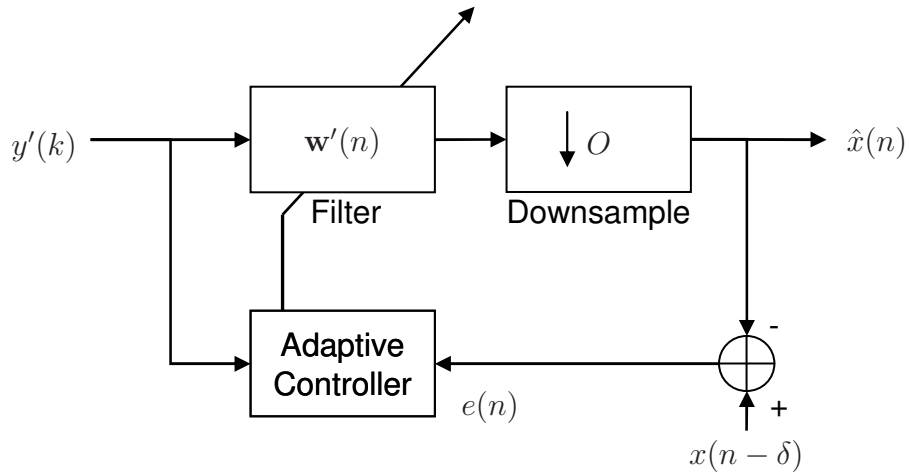 y′(k)
w′(n)
↓ O
x̂(n)
Filter
Downsample
Adaptive
Controller
-
e(n)
+
x(n − δ)